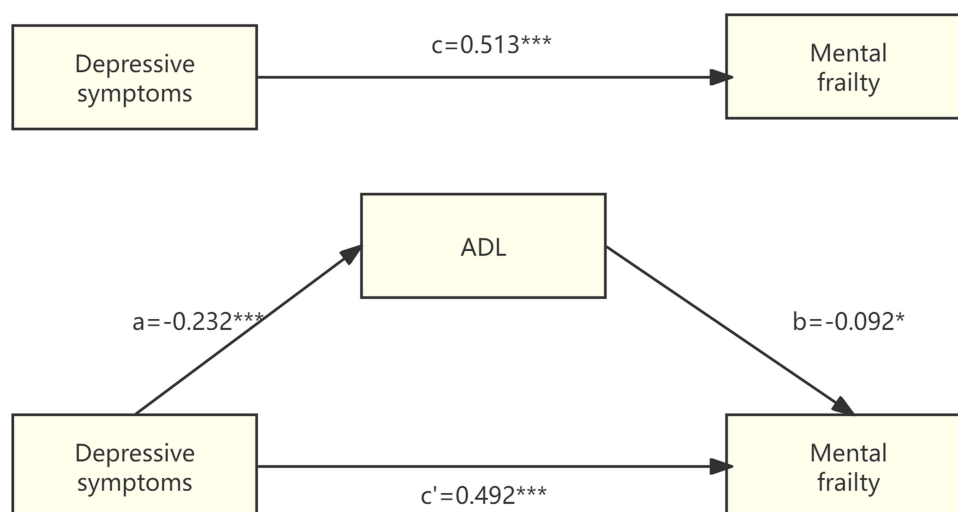 Depressive
symptoms
c=0.513***
Mental
frailty
ADL
a=-0.232***
b=-0.092*
Depressive
symptoms
c'=0.492***
Mental
frailty